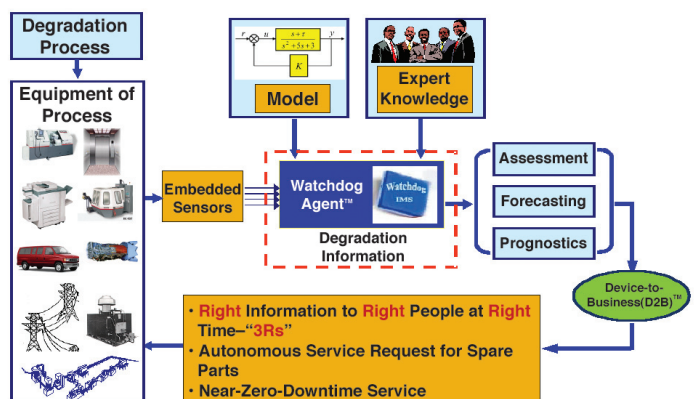 Degradation
Process
Equipment of
Process
r
u
y
K
Model
Expert
Knowledge
Embedded
Sensors
Watchdog
Agent™
Watchdog
IMS
Degradation
Information
Assessment
Forecasting
Prognostics
Device-to-
Business(D2B)™
• Right Information to Right People at Right
Time–“3Rs”
• Autonomous Service Request for Spare
Parts
• Near-Zero-Downtime Service